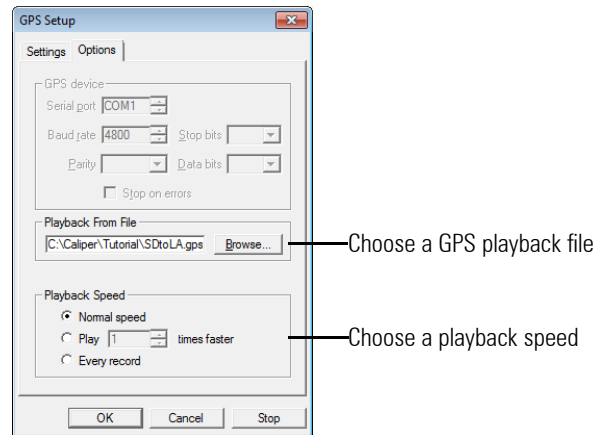 GPS Setup
Settings Options
GPS device
Serial port COM1
Baud rate 4800 Stop bits
Parity Data bits
Stop on errors
Playback From File
C:\Caliper\Tutorial\SDtoLA.gps Browse... Choose a GPS playback file
Playback Speed
Normal speed
Play 1 times faster Choose a playback speed
Every record
OK Cancel Stop